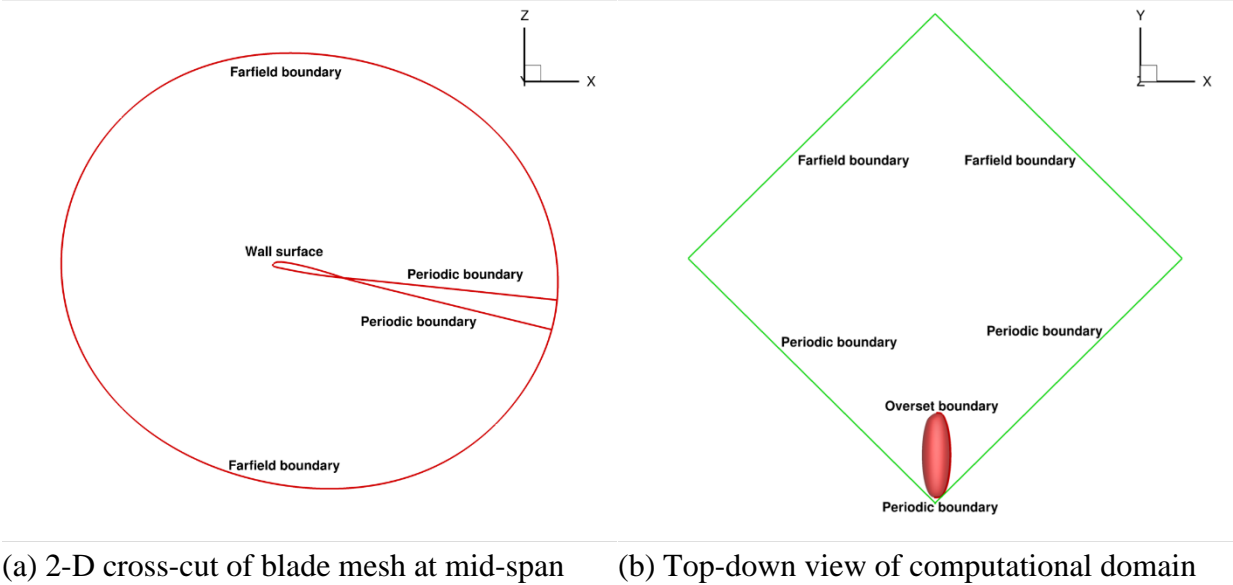 Z
X
Y
Farfield boundary
Wall surface
Periodic boundary
Periodic boundary
Farfield boundary
Y
X
Z
Farfield boundary
Farfield boundary
Periodic boundary
Periodic boundary
Overset boundary
Periodic boundary
(a) 2-D cross-cut of blade mesh at mid-span
(b) Top-down view of computational domain